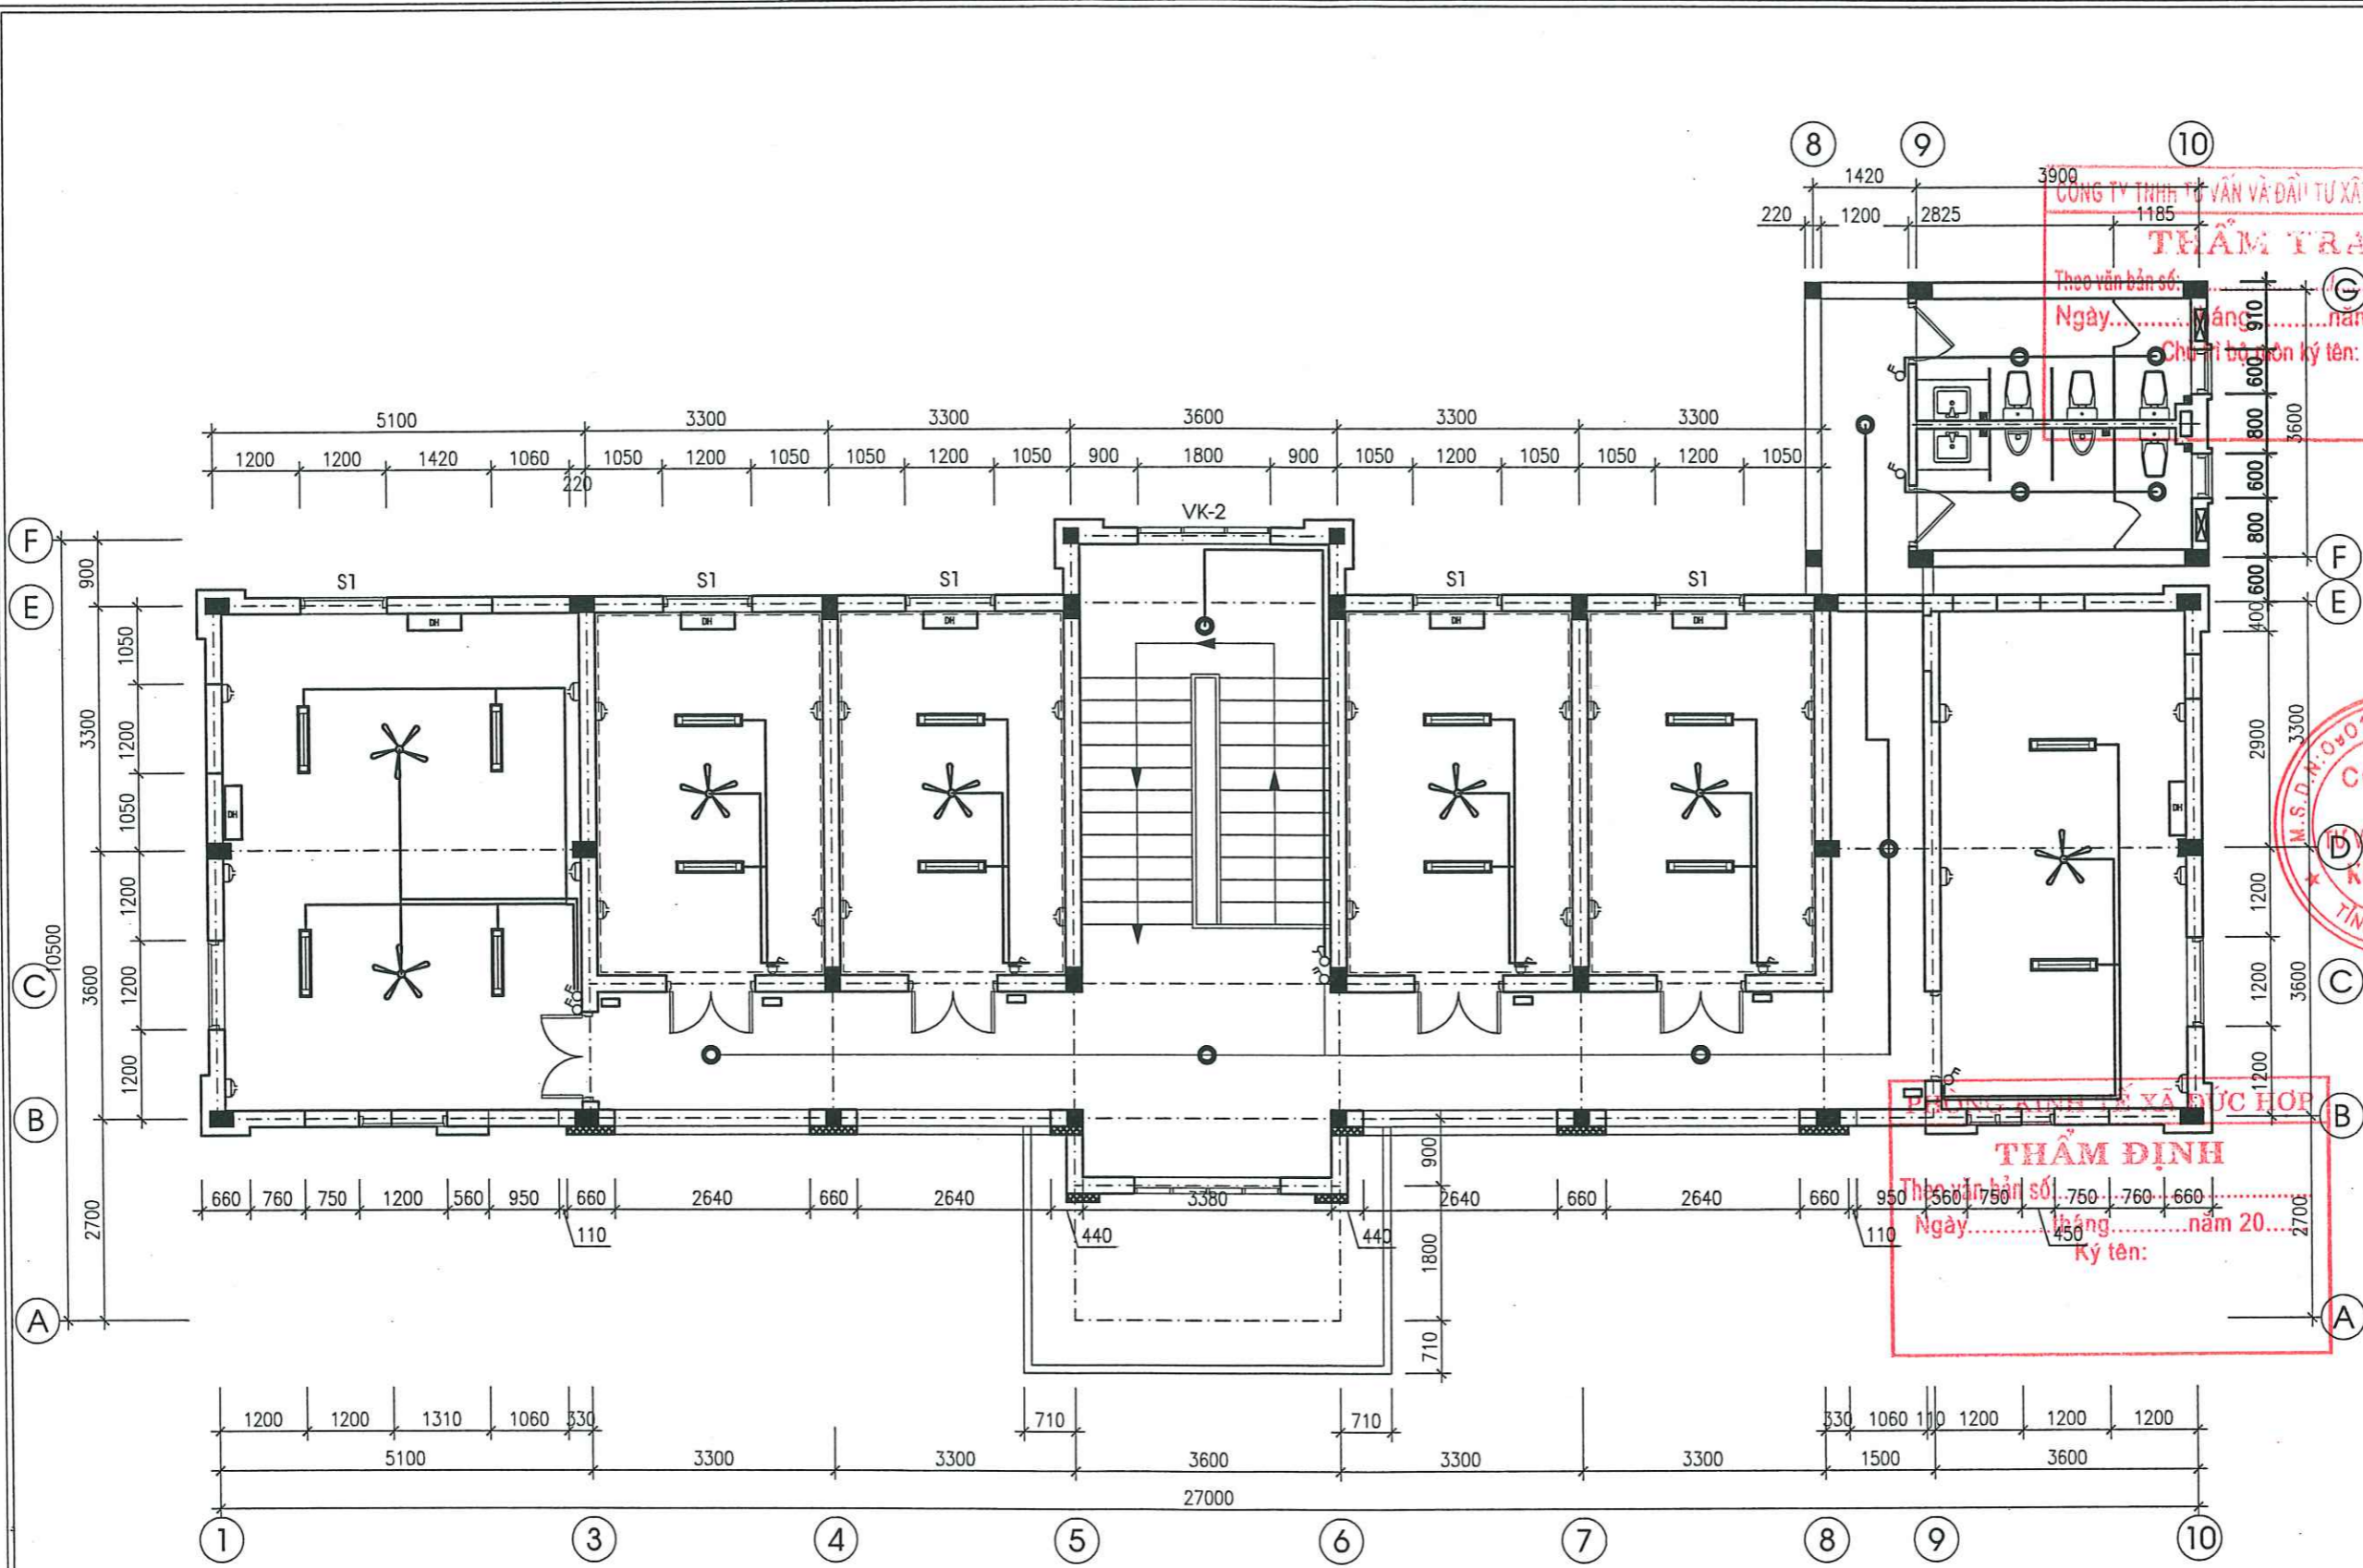 8 9 10
1420 3900
CÔNG TY TNHH TƯ VẤN VÀ ĐẦU TƯ XÂ
220 1200 2825 1185
THẨM TRA
Theo văn bản số:
G
Ngày............tháng..........năm
910
Chủ trì bộ môn ký tên:
600
5100 3300 3300 3600 3300 3300
800 3600
1200 1200 1420 1060 1050 1200 1050 1050 1200 1050 900 1800 900 1050 1200 1050 1050 1200 1050
220
600
VK-2
800
F F
900
S1 S1 S1 S1 S1
600
E E
400
DH DH DH DH DH
1050
3300 1200 2900 3300
M.S.D.N:
1050
DH DH
D
1200 1200
10500
C C
3600 1200 1200 3600
1200 1200
B B
PHÒNG KINH TẾ XÃ ĐỨC HỢP
THẨM ĐỊNH
900
660 760 750 1200 560 950 660 2640 660 2640 3380 2640 660 2640 660 950 560 750 750 760 660
Theo văn bản số
2700 2700
110 440 440 110 450
Ngày............tháng..........năm 20....
1800
Ký tên:
A A
710
1200 1200 1310 1060 330 710 710 330 1060 110 1200 1200 1200
5100 3300 3300 3600 3300 3300 1500 3600
27000
1 3 4 5 6 7 8 9 10